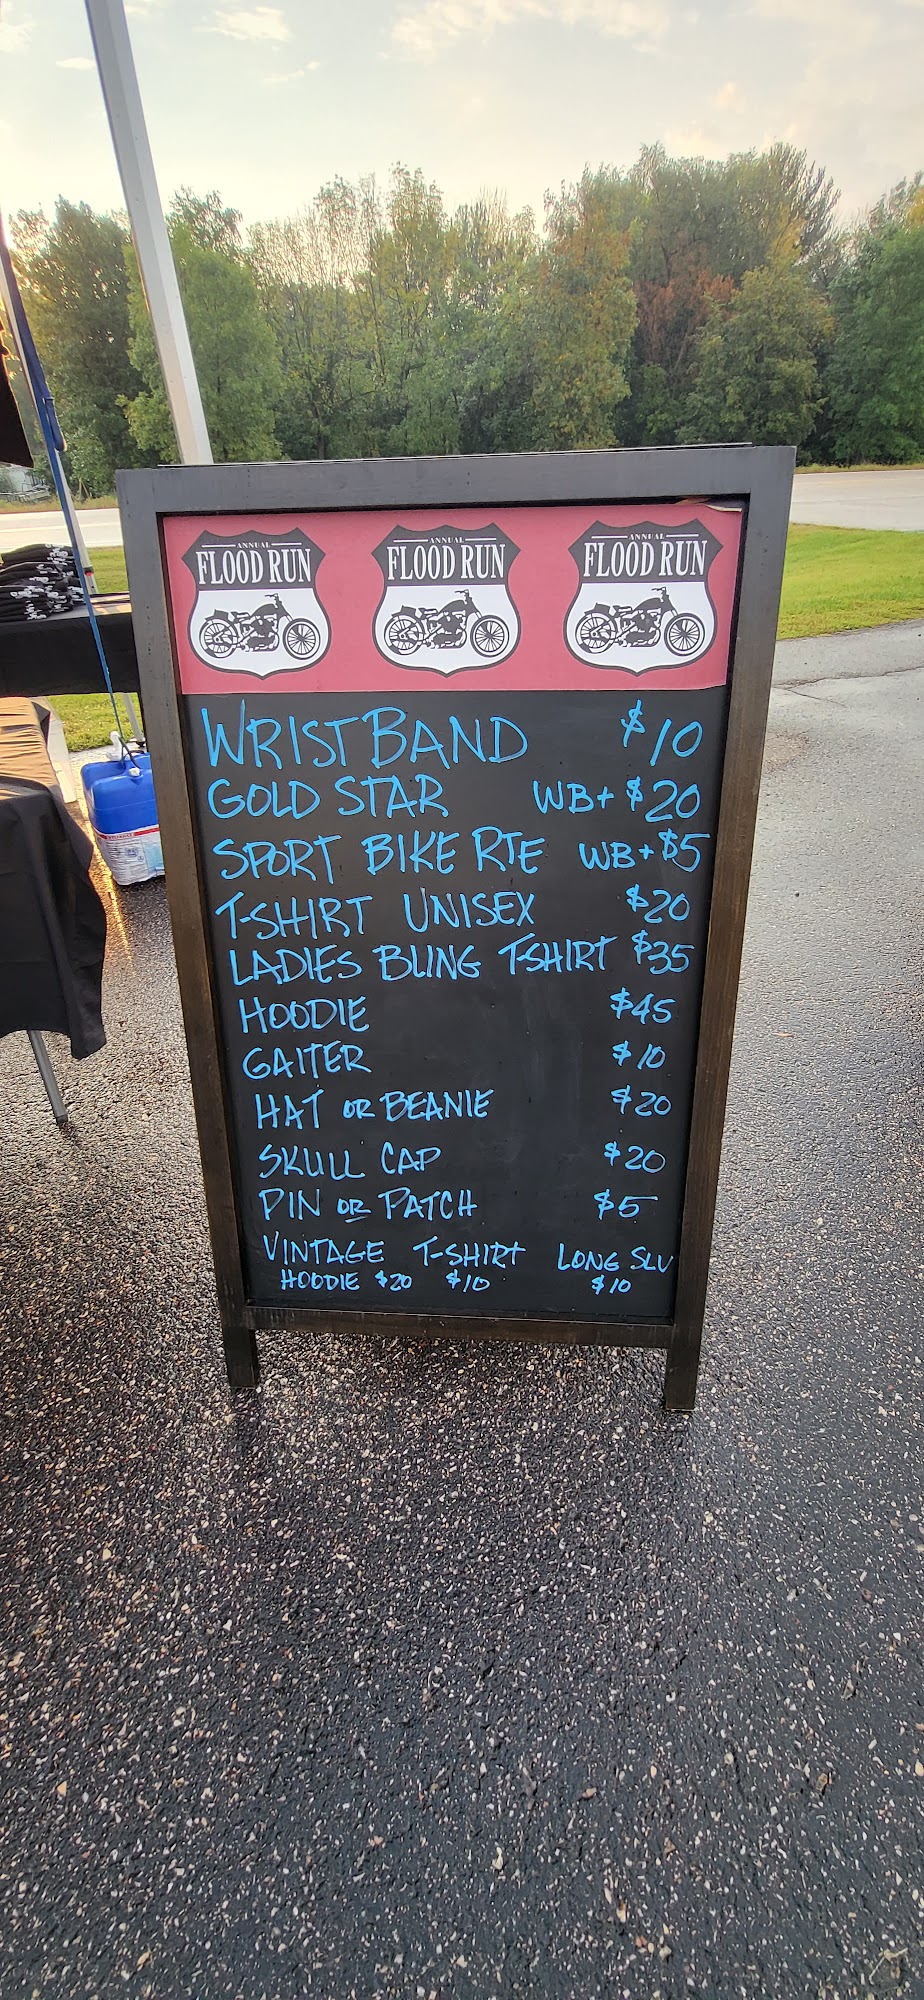 ANNUAL FLOOD RUN
ANNUAL FLOOD RUN
ANNUAL FLOOD RUN
WRISTBAND $10
GOLD STAR WB+ $20
SPORT BIKE RTE WB+$5
T-SHIRT UNISEX $20
LADIES BLING T-SHIRT $35
HOODIE $45
GAITER $10
HAT OR BEANIE $20
SKULL CAP $20
PIN OR PATCH $5
VINTAGE T-SHIRT LONG SLV
HOODIE $20 $10 $10